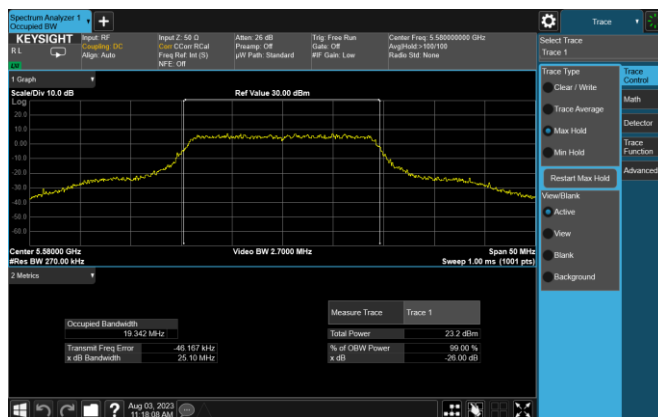 Spectrum Analyzer 1
Occupied BW
KEYSIGHT
R L
Input: RF
Coupling: DC
Align: Auto
Input Z: 50 Ω
Corr CCorr RCal
Freq Ref: Int (S)
NFE: Off
Atten: 26 dB
Preamp: Off
µW Path: Standard
Trig: Free Run
Gate: Off
#IF Gain: Low
Center Freq: 5.580000000 GHz
Avg|Hold:>100/100
Radio Std: None
1 Graph
Scale/Div 10.0 dB
Ref Value 30.00 dBm
Log
20.0
10.0
0.00
-10.0
-20.0
-30.0
-40.0
-50.0
-60.0
Center 5.58000 GHz
#Res BW 270.00 kHz
Video BW 2.7000 MHz
Span 50 MHz
Sweep 1.00 ms (1001 pts)
2 Metrics
Occupied Bandwidth
19.342 MHz
Transmit Freq Error -46.167 kHz
x dB Bandwidth 25.10 MHz
Measure Trace Trace 1
Total Power 23.2 dBm
% of OBW Power 99.00 %
x dB -26.00 dB
Aug 03, 2023
11:18:08 AM
Trace
Select Trace
Trace 1
Trace Type
Clear / Write
Trace Average
Max Hold
Min Hold
Restart Max Hold
View/Blank
Active
View
Blank
Background
Trace
Control
Math
Detector
Trace
Function
Advanced